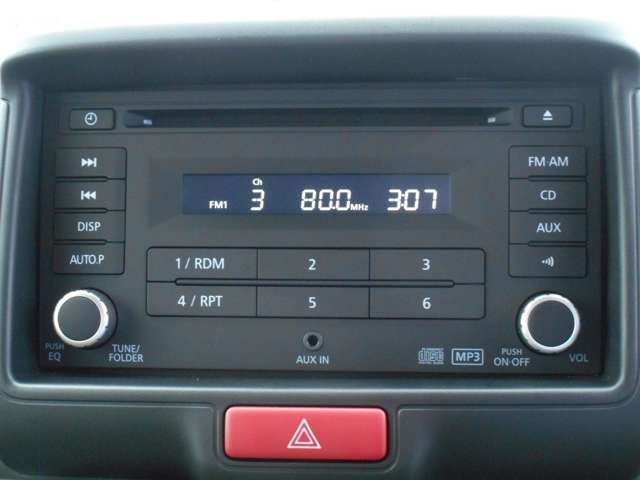 Ch
FM1 3 80.0MHz 3:07
DISP
AUTO.P
FM·AM
CD
AUX
1 / RDM
2
3
4 / RPT
5
6
PUSH
EQ
TUNE/
FOLDER
AUX IN
disc
MP3
PUSH
ON·OFF
VOL